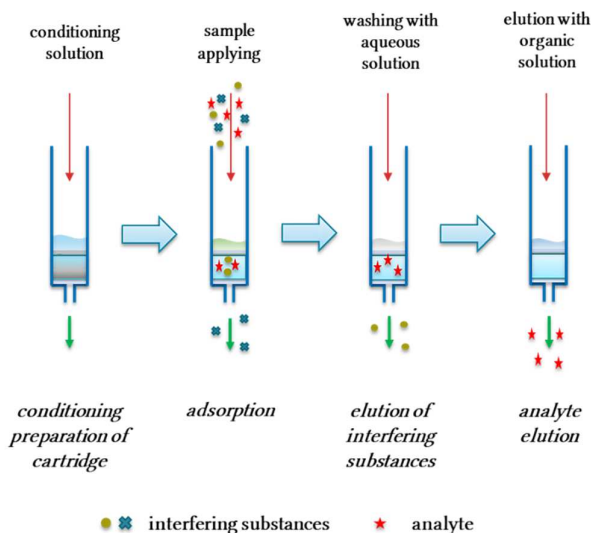 conditioning
solution
sample
applying
washing with
aqueous
solution
elution with
organic
solution
conditioning
preparation of
cartridge
adsorption
elution of
interfering
substances
analyte
elution
interfering substances
analyte